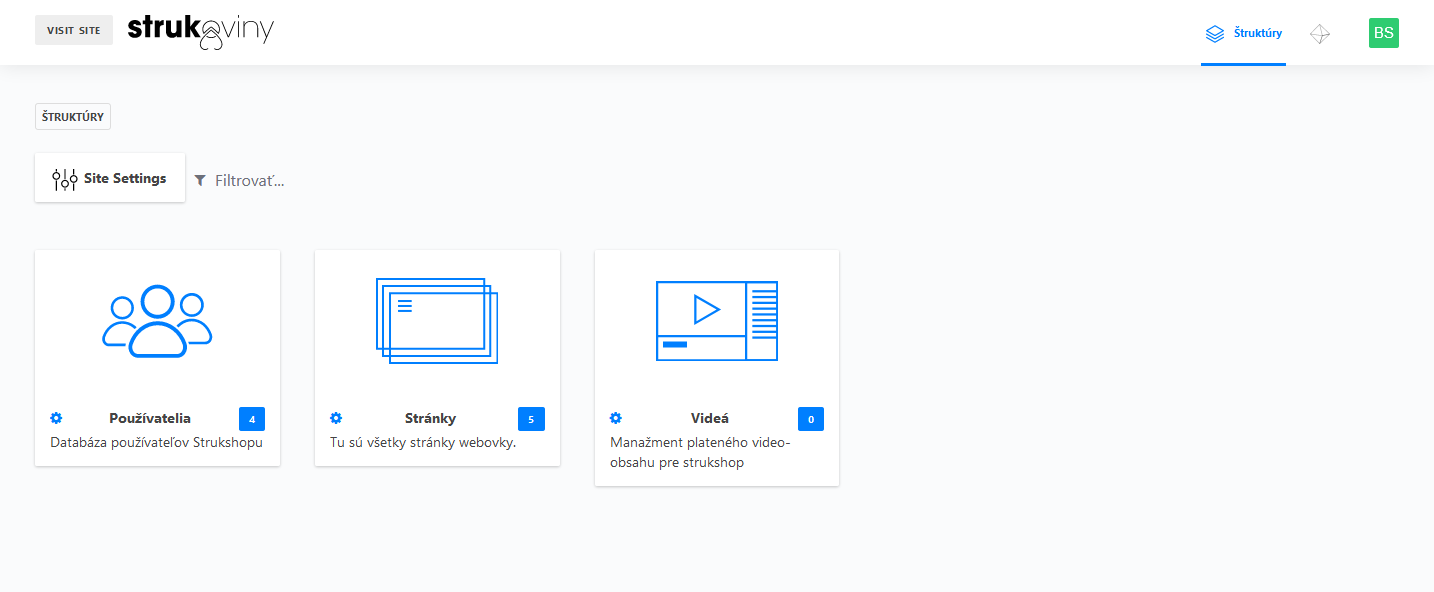 VISIT SITE
strukoviny
Štruktúry
BS
ŠTRUKTÚRY
Site Settings
Filtrovať...
Používatelia
4
Databáza používateľov Strukshopu
Stránky
5
Tu sú všetky stránky webovky.
Videá
0
Manažment plateného video-
obsahu pre strukshop